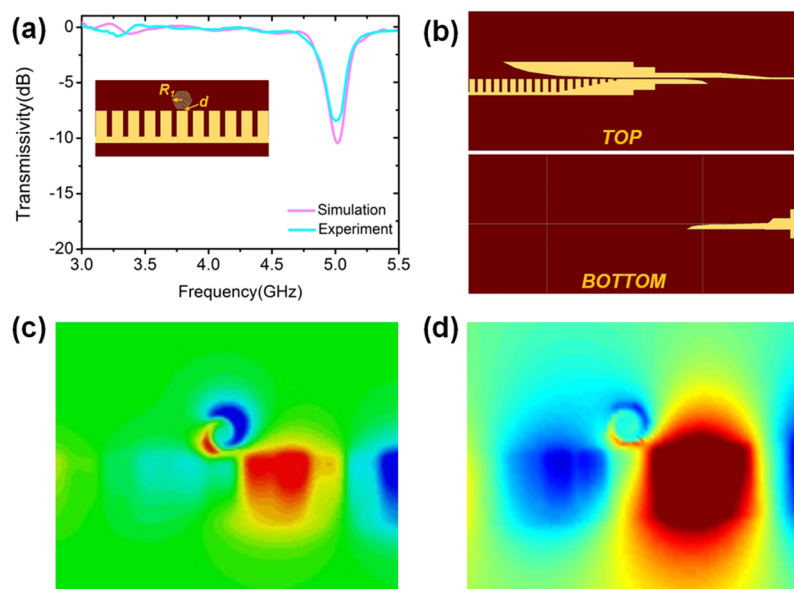 (a)
0
-5
-10
-15
-20
Transmissivity(dB)
R1
d
Simulation
Experiment
3.0 3.5 4.0 4.5 5.0 5.5
Frequency(GHz)
(b)
TOP
BOTTOM
(c)
(d)